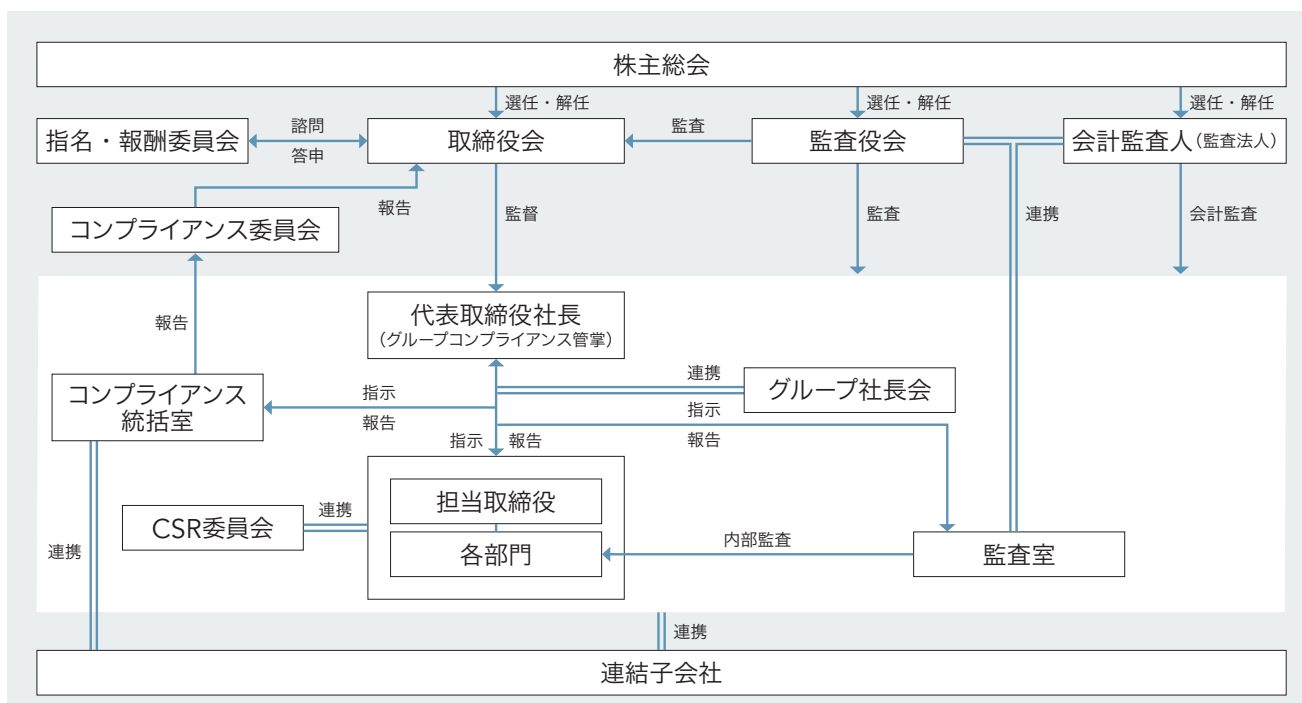 株主総会
選任・解任
選任・解任
選任・解任
指名・報酬委員会
諮問
答申
取締役会
監査
監査役会
会計監査人(監査法人)
報告
監督
監査
連携
会計監査
コンプライアンス委員会
報告
代表取締役社長
(グループコンプライアンス管掌)
連携
グループ社長会
コンプライアンス
統括室
指示
報告
指示
報告
指示
報告
担当取締役
CSR委員会
連携
各部門
内部監査
監査室
連携
連携
連結子会社